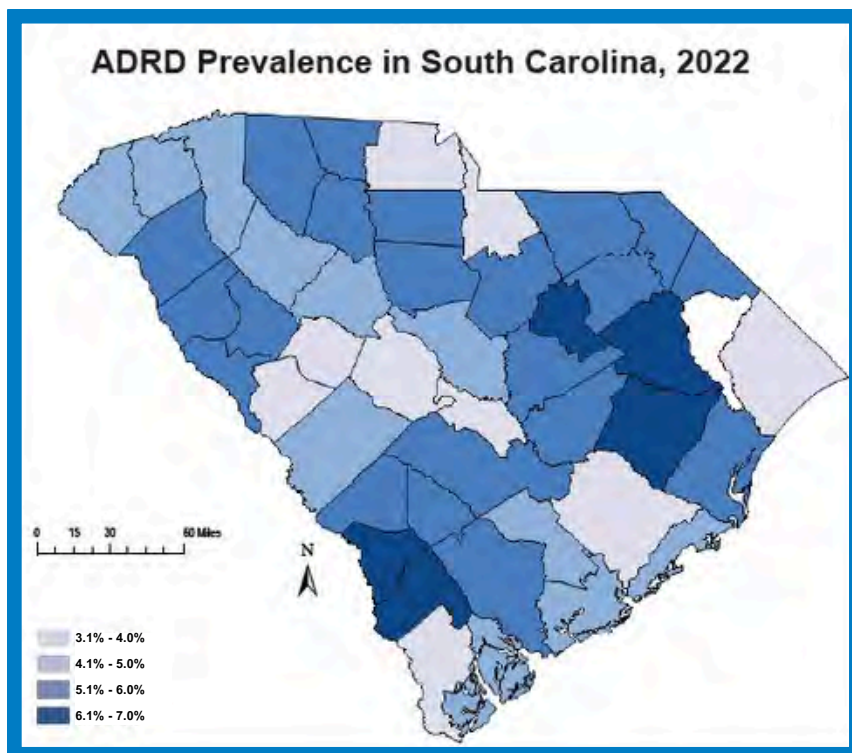 ADRD Prevalence in South Carolina, 2022
0 15 30 60 Miles
N
3.1% - 4.0%
4.1% - 5.0%
5.1% - 6.0%
6.1% - 7.0%